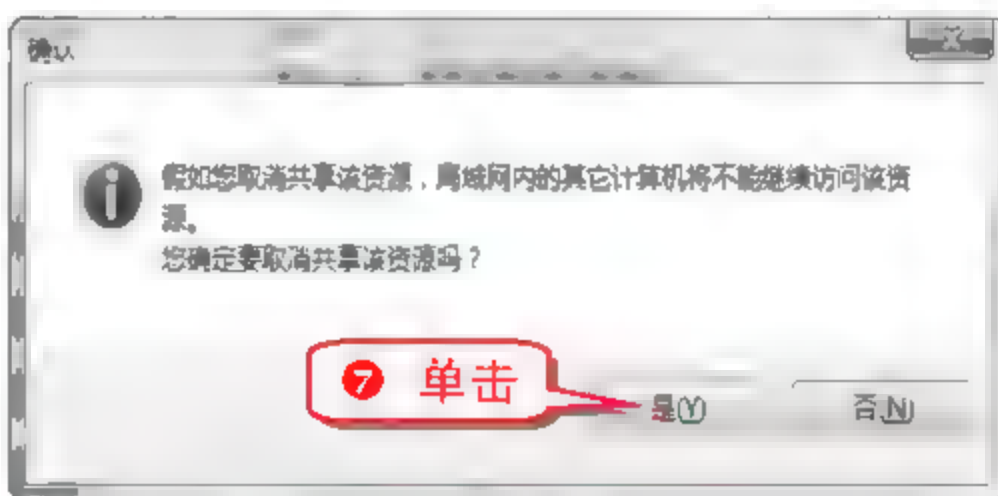 确认
假如您取消共享该资源，局域网内的其它计算机将不能继续访问该资
源。
您确定要取消共享该资源吗？
❼ 单击
是(Y)
否(N)